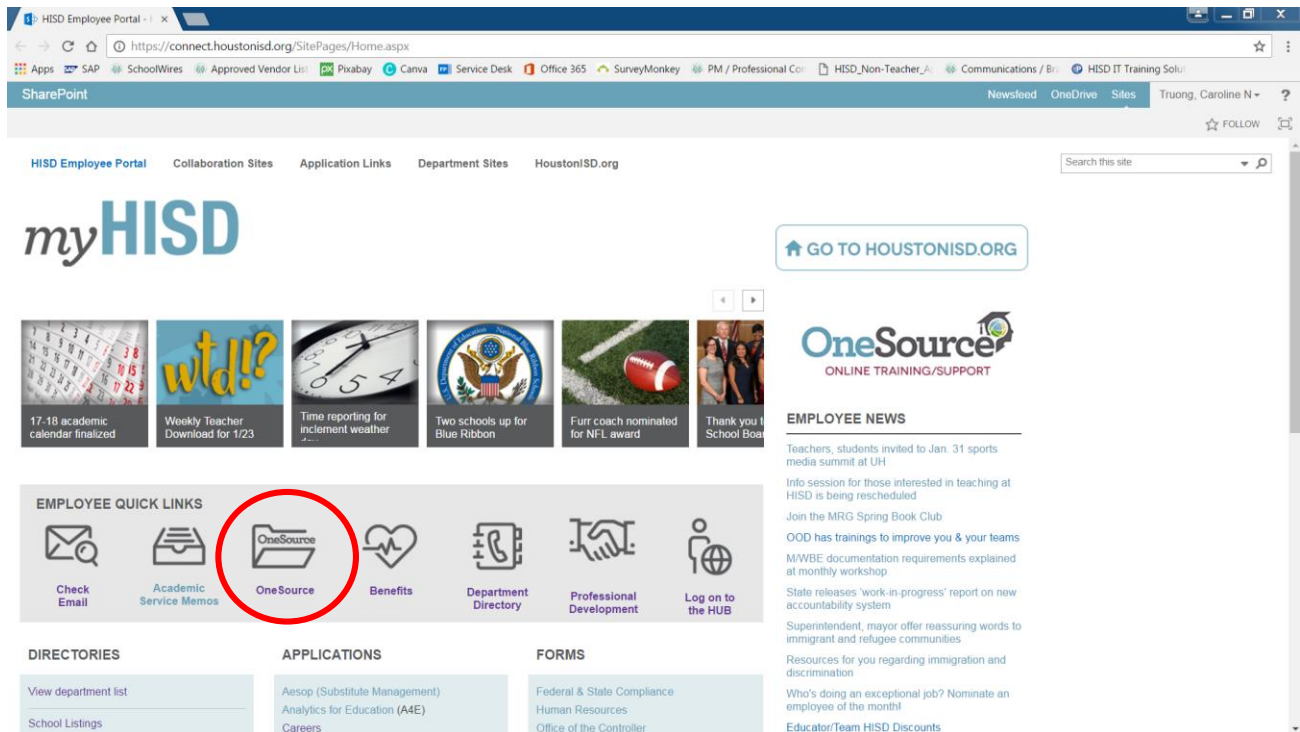 HISD Employee Portal - 
https://connect.houstonisd.org/SitePages/Home.aspx
Apps SAP SchoolWires Approved Vendor List Pixabay Canva Service Desk Office 365 SurveyMonkey PM / Professional HISD_Non-Teacher_A Communications / HISD IT Training
SharePoint Newsfeed OneDrive Sites Truong, Caroline N ?
FOLLOW
HISD Employee Portal Collaboration Sites Application Links Department Sites HoustonISD.org Search this site
myHISD
GO TO HOUSTONISD.ORG
wtd!?
17-18 academic
calendar finalized
Weekly Teacher
Download for 1/23
Time reporting for
inclement weather
Two schools up for
Blue Ribbon
Furr coach nominated
for NFL award
Thank you
School Boar
OneSource
ONLINE TRAINING/SUPPORT
EMPLOYEE NEWS
Teachers, students invited to Jan. 31 sports
media summit at UH
Info session for those interested in teaching at
HISD is being rescheduled
Join the MRG Spring Book Club
OOD has trainings to improve you & your teams
M/WBE documentation requirements explained
at monthly workshop
State releases 'work-in-progress' report on new
accountability system
Superintendent, mayor offer reassuring words to
immigrant and refugee communities
Resources for you regarding immigration and
discrimination
Who's doing an exceptional job? Nominate an
employee of the month!
Educator/Team HISD Discounts
EMPLOYEE QUICK LINKS
Check
Email
Academic
Service Memos
OneSource
OneSource
Benefits
Department
Directory
Professional
Development
Log on to
the HUB
DIRECTORIES
View department list
School Listings
APPLICATIONS
Aesop (Substitute Management)
Analytics for Education (A4E)
Careers
FORMS
Federal & State Compliance
Human Resources
Office of the Controller